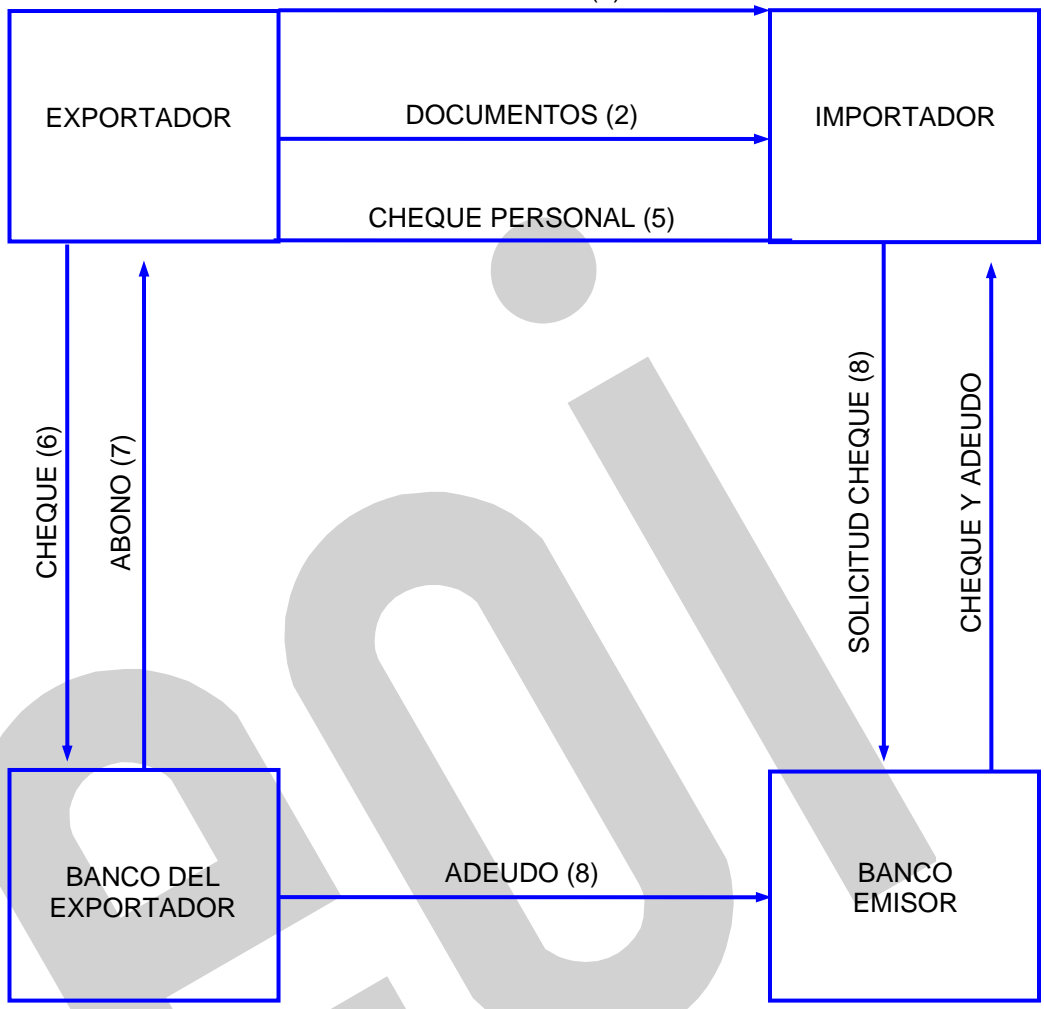 EXPORTADOR
DOCUMENTOS (2)
IMPORTADOR
CHEQUE PERSONAL (5)
CHEQUE (6)
ABONO (7)
SOLICITUD CHEQUE (8)
CHEQUE Y ADEUDO
BANCO DEL
EXPORTADOR
ADEUDO (8)
BANCO
EMISOR